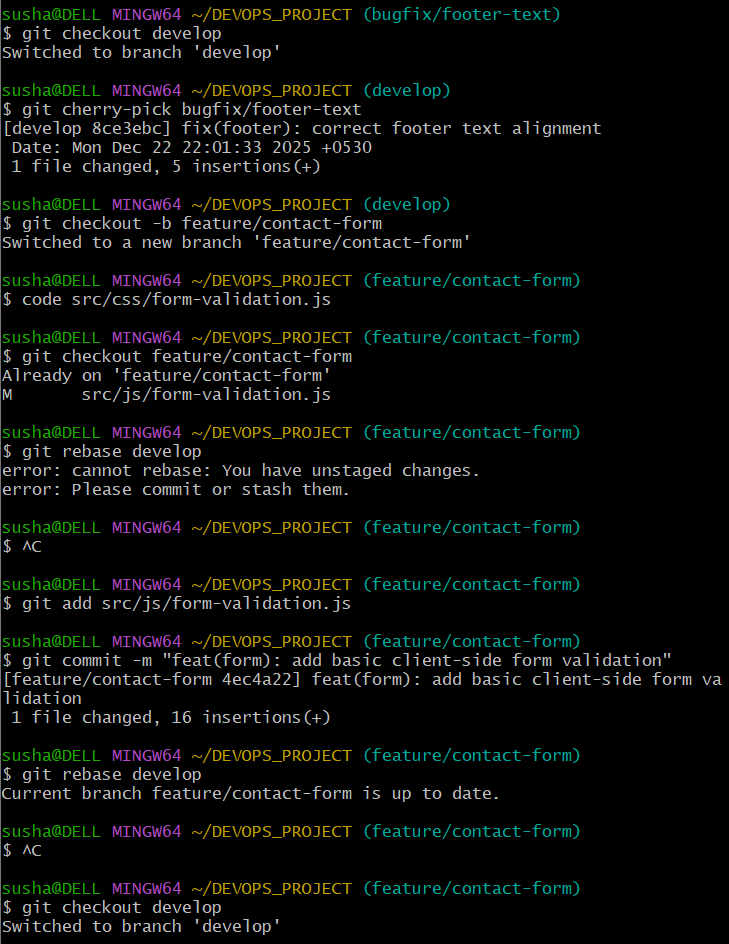 susha@DELL MINGW64 ~/DEVOPS_PROJECT (bugfix/footer-text)
$ git checkout develop
Switched to branch 'develop'
susha@DELL MINGW64 ~/DEVOPS_PROJECT (develop)
$ git cherry-pick bugfix/footer-text
[develop 8ce3ebc] fix(footer): correct footer text alignment
 Date: Mon Dec 22 22:01:33 2025 +0530
 1 file changed, 5 insertions(+)
susha@DELL MINGW64 ~/DEVOPS_PROJECT (develop)
$ git checkout -b feature/contact-form
Switched to a new branch 'feature/contact-form'
susha@DELL MINGW64 ~/DEVOPS_PROJECT (feature/contact-form)
$ code src/css/form-validation.js
susha@DELL MINGW64 ~/DEVOPS_PROJECT (feature/contact-form)
$ git checkout feature/contact-form
Already on 'feature/contact-form'
M       src/js/form-validation.js
susha@DELL MINGW64 ~/DEVOPS_PROJECT (feature/contact-form)
$ git rebase develop
error: cannot rebase: You have unstaged changes.
error: Please commit or stash them.
susha@DELL MINGW64 ~/DEVOPS_PROJECT (feature/contact-form)
$ ^C
susha@DELL MINGW64 ~/DEVOPS_PROJECT (feature/contact-form)
$ git add src/js/form-validation.js
susha@DELL MINGW64 ~/DEVOPS_PROJECT (feature/contact-form)
$ git commit -m "feat(form): add basic client-side form validation"
[feature/contact-form 4ec4a22] feat(form): add basic client-side form va
lidation
 1 file changed, 16 insertions(+)
susha@DELL MINGW64 ~/DEVOPS_PROJECT (feature/contact-form)
$ git rebase develop
Current branch feature/contact-form is up to date.
susha@DELL MINGW64 ~/DEVOPS_PROJECT (feature/contact-form)
$ ^C
susha@DELL MINGW64 ~/DEVOPS_PROJECT (feature/contact-form)
$ git checkout develop
Switched to branch 'develop'